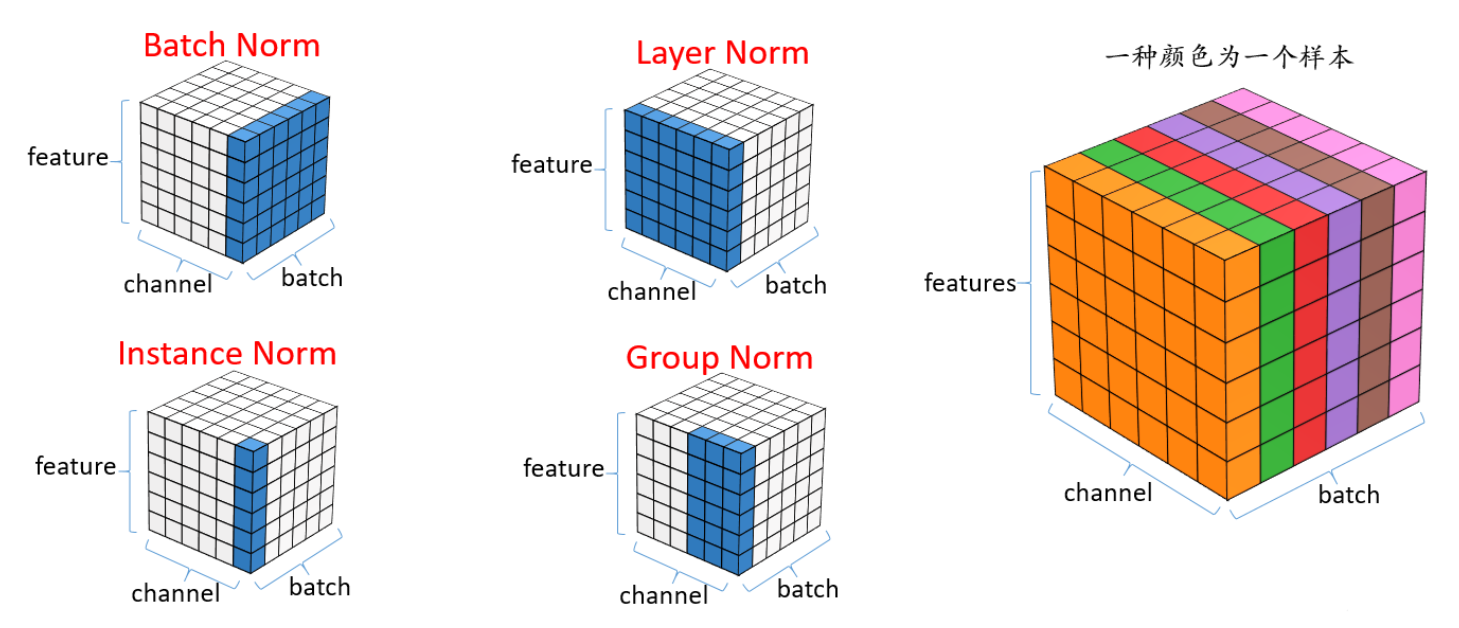 Batch Norm
feature
channel
batch
Layer Norm
feature
channel
batch
一种颜色为一个样本
features
channel
batch
Instance Norm
feature
channel
batch
Group Norm
feature
channel
batch